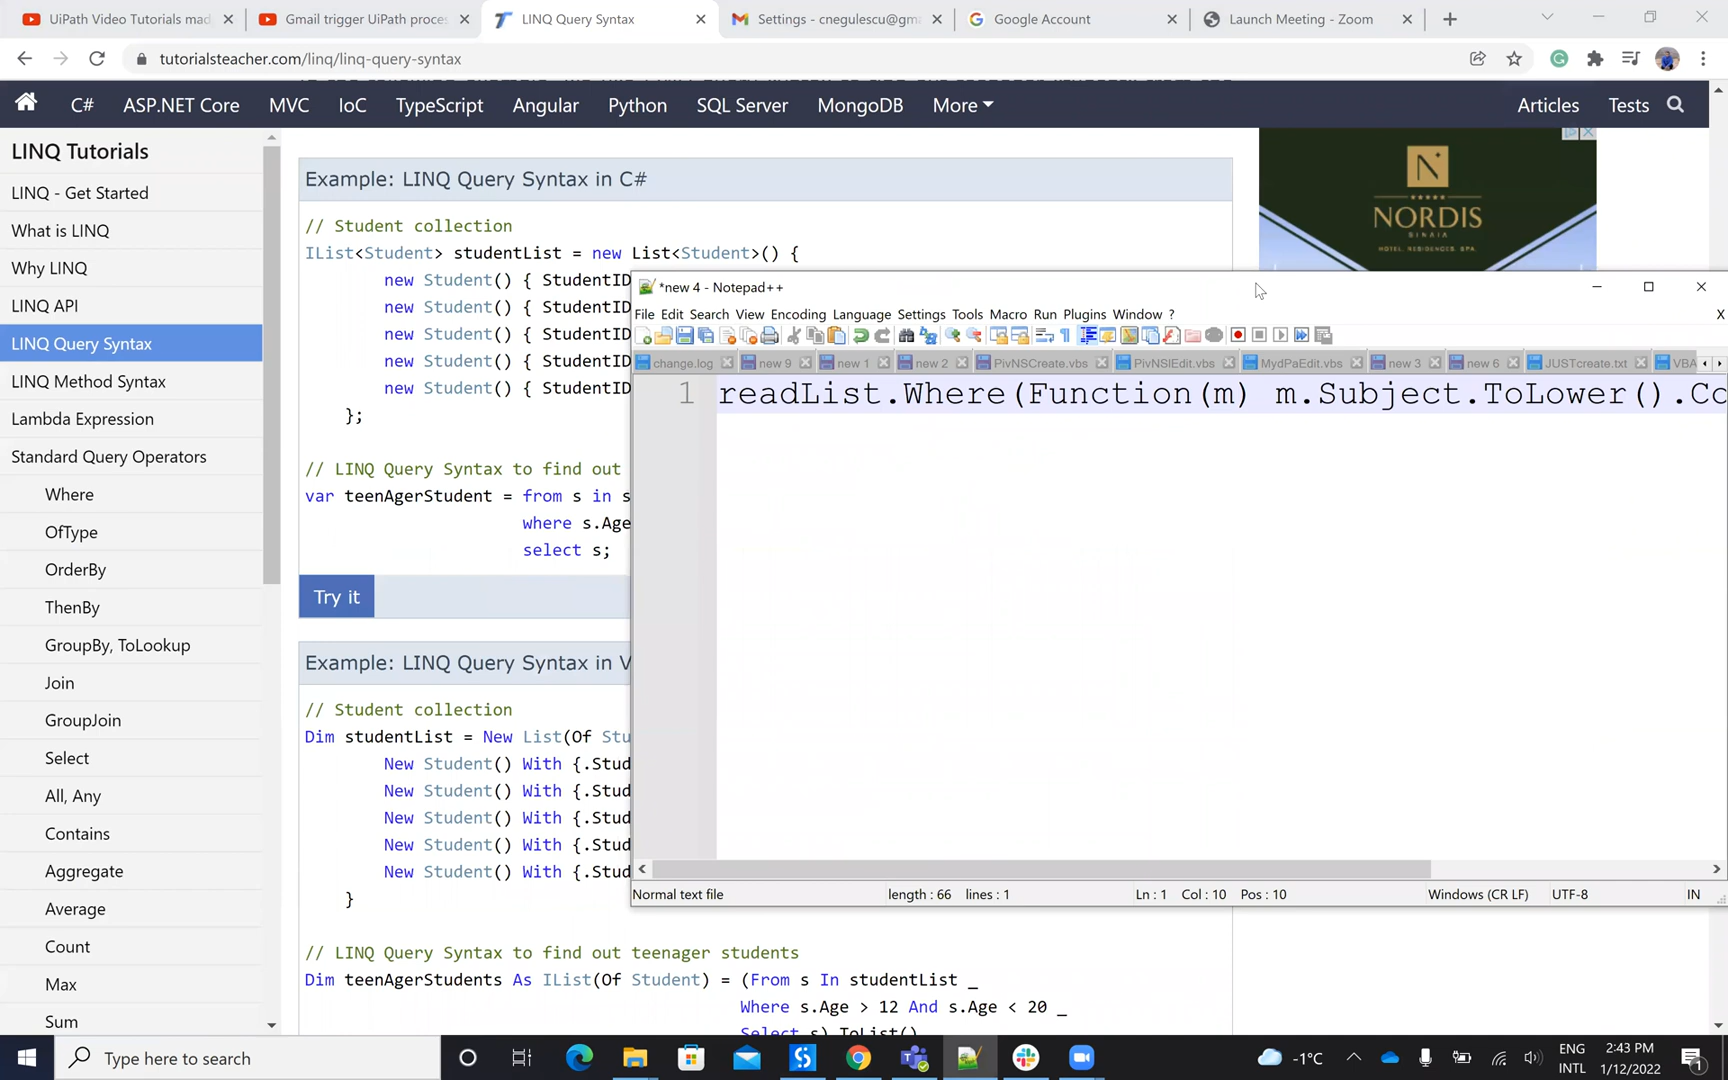 UiPath Video Tutorials mad
Gmail trigger UiPath proces
LINQ Query Syntax
Settings - cnegulescu@gma
Google Account
Launch Meeting - Zoom
tutorialsteacher.com/linq/linq-query-syntax
C# ASP.NET Core MVC IoC TypeScript Angular Python SQL Server MongoDB More Articles Tests
LINQ Tutorials
LINQ - Get Started
What is LINQ
Why LINQ
LINQ API
LINQ Query Syntax
LINQ Method Syntax
Lambda Expression
Standard Query Operators
Where
OfType
OrderBy
ThenBy
GroupBy, ToLookup
Join
GroupJoin
Select
All, Any
Contains
Aggregate
Average
Count
Max
Sum
Example: LINQ Query Syntax in C#
// Student collection
IList<Student> studentList = new List<Student>() {
new Student() { StudentID
new Student() { StudentID
new Student() { StudentID
new Student() { StudentID
new Student() { StudentID
};
// LINQ Query Syntax to find out
var teenAgerStudent = from s in s
where s.Age
select s;
Try it
Example: LINQ Query Syntax in V
// Student collection
Dim studentList = New List(Of Stu
New Student() With {.Stud
New Student() With {.Stud
New Student() With {.Stud
New Student() With {.Stud
New Student() With {.Stud
}
// LINQ Query Syntax to find out teenager students
Dim teenAgerStudents As IList(Of Student) = (From s In studentList _
Where s.Age > 12 And s.Age < 20 _
Select s).ToList()
N
NORDIS
SINAIA
HOTEL. RESIDENCES. SPA.
*new 4 - Notepad++
File Edit Search View Encoding Language Settings Tools Macro Run Plugins Window ?
X
change.log new 9 new 1 new 2 PivNSCreate.vbs PivNSIEdit.vbs MydPaEdit.vbs new 3 new 6 JUSTcreate.txt VBA
1 readList.Where(Function(m) m.Subject.ToLower().Co
Normal text file length : 66 lines : 1 Ln : 1 Col : 10 Pos : 10 Windows (CR LF) UTF-8 IN
Type here to search
-1°C
ENG
INTL
2:43 PM
1/12/2022
1